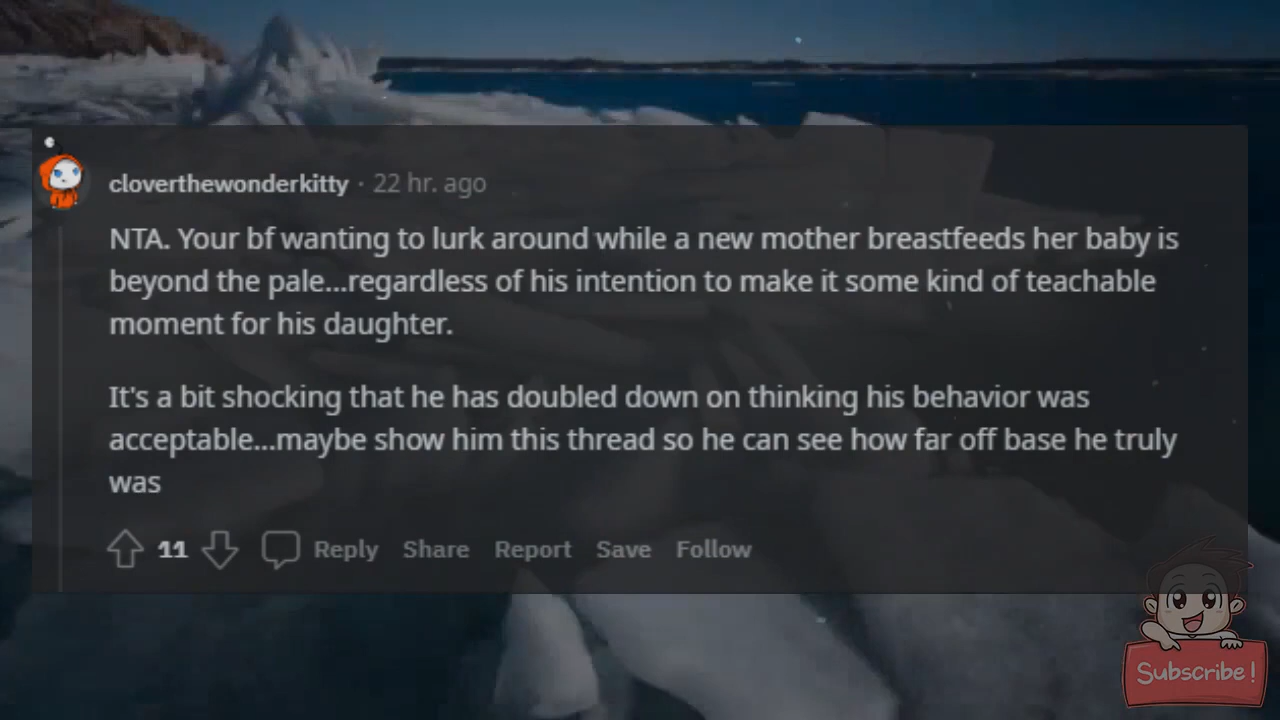 cloverthewonderkitty · 22 hr. ago
NTA. Your bf wanting to lurk around while a new mother breastfeeds her baby is
beyond the pale...regardless of his intention to make it some kind of teachable
moment for his daughter.
It's a bit shocking that he has doubled down on thinking his behavior was
acceptable...maybe show him this thread so he can see how far off base he truly
was
11 Reply Share Report Save Follow
Subscribe!